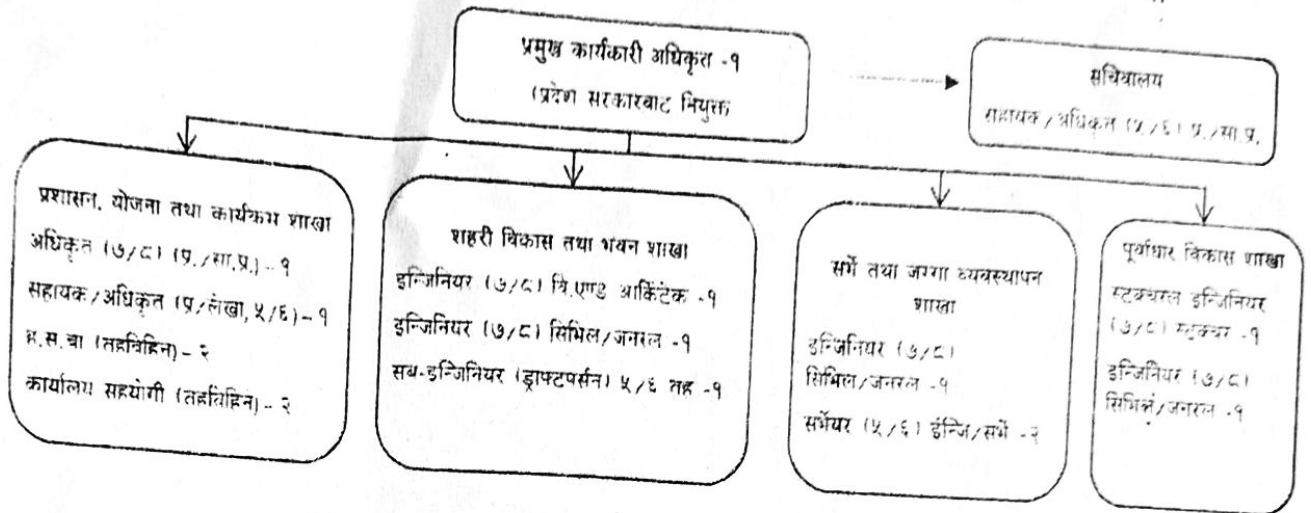 प्रमुख कार्यकारी अधिकृत -१
(प्रदेश सरकारबाट नियुक्त)
सचिवालय
सहायक/अधिकृत (५/६) प्र./सा.प्र.
प्रशासन, योजना तथा कार्यक्रम शाखा
अधिकृत (७/८) (प्र./सा.प्र.)-१
सहायक/अधिकृत (प्र/लेखा, ५/६)-१
ह.स.चा (तहविहिन)-२
कार्यालय सहयोगी (तहविहिन)-२
शहरी विकास तथा भवन शाखा
इन्जिनियर (७/८) वि.एण्ड आर्किटेक -१
इन्जिनियर (७/८) सिभिल/जनरल -१
सब-इन्जिनियर (ड्राफ्टपर्सन) ५/६ तह -१
सर्भे तथा जग्गा व्यवस्थापन
शाखा
इन्जिनियर (७/८)
सिभिल/जनरल -१
सर्भेयर (५/६) ईन्जि/सर्भे -२
पूर्वाधार विकास शाखा
स्टक्चरल इन्जिनियर
(७/८) स्टक्चर -१
इन्जिनियर (७/८)
सिभिल/जनरल -१